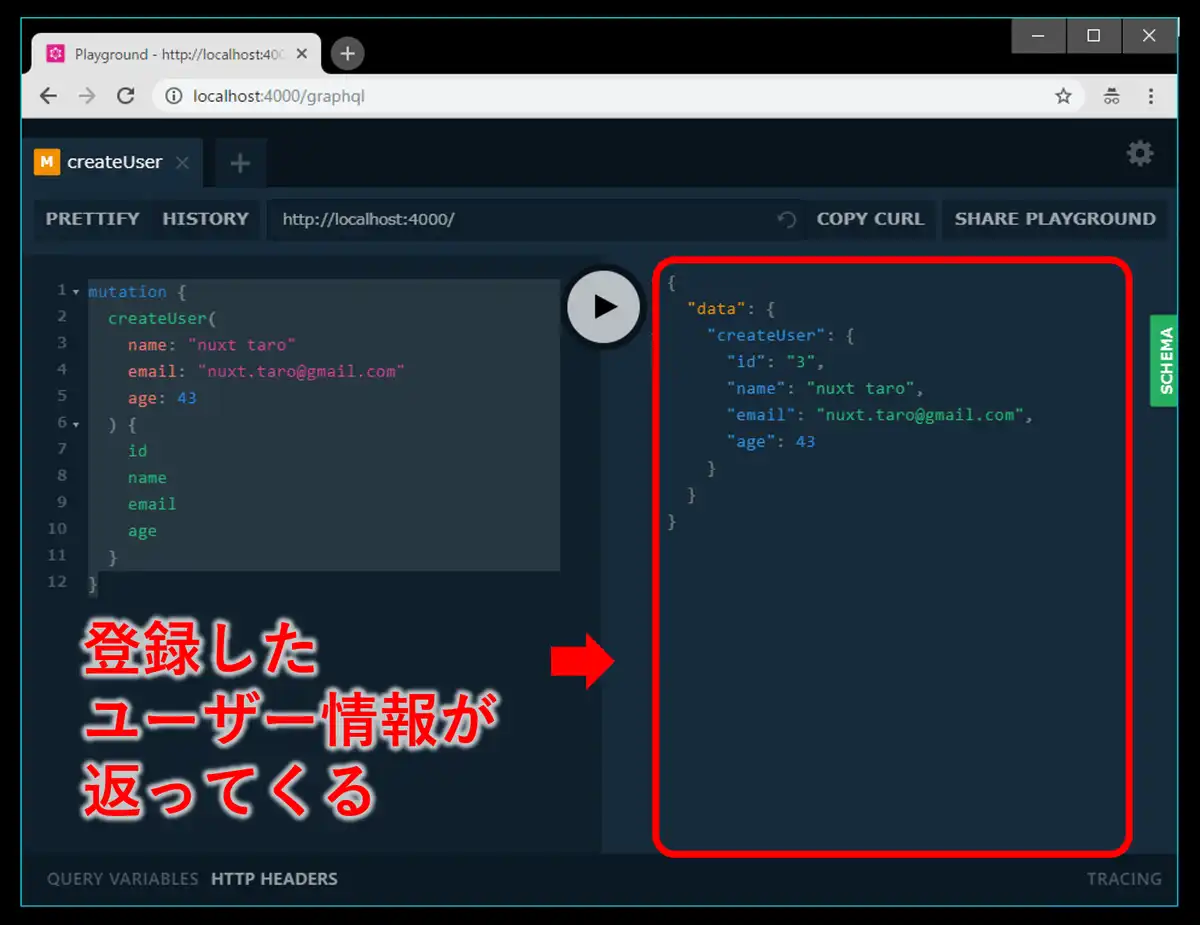 Playground - http://localhost:400
localhost:4000/graphql
M createUser
PRETTIFY HISTORY http://localhost:4000/ COPY CURL SHARE PLAYGROUND
1 mutation {
2 createUser(
3 name: "nuxt taro"
4 email: "nuxt.taro@gmail.com"
5 age: 43
6 ) {
7 id
8 name
9 email
10 age
11 }
12 }
{
"data": {
"createUser": {
"id": "3",
"name": "nuxt taro",
"email": "nuxt.taro@gmail.com",
"age": 43
}
}
}
SCHEMA
登録した
ユーザー情報が
返ってくる
QUERY VARIABLES HTTP HEADERS TRACING